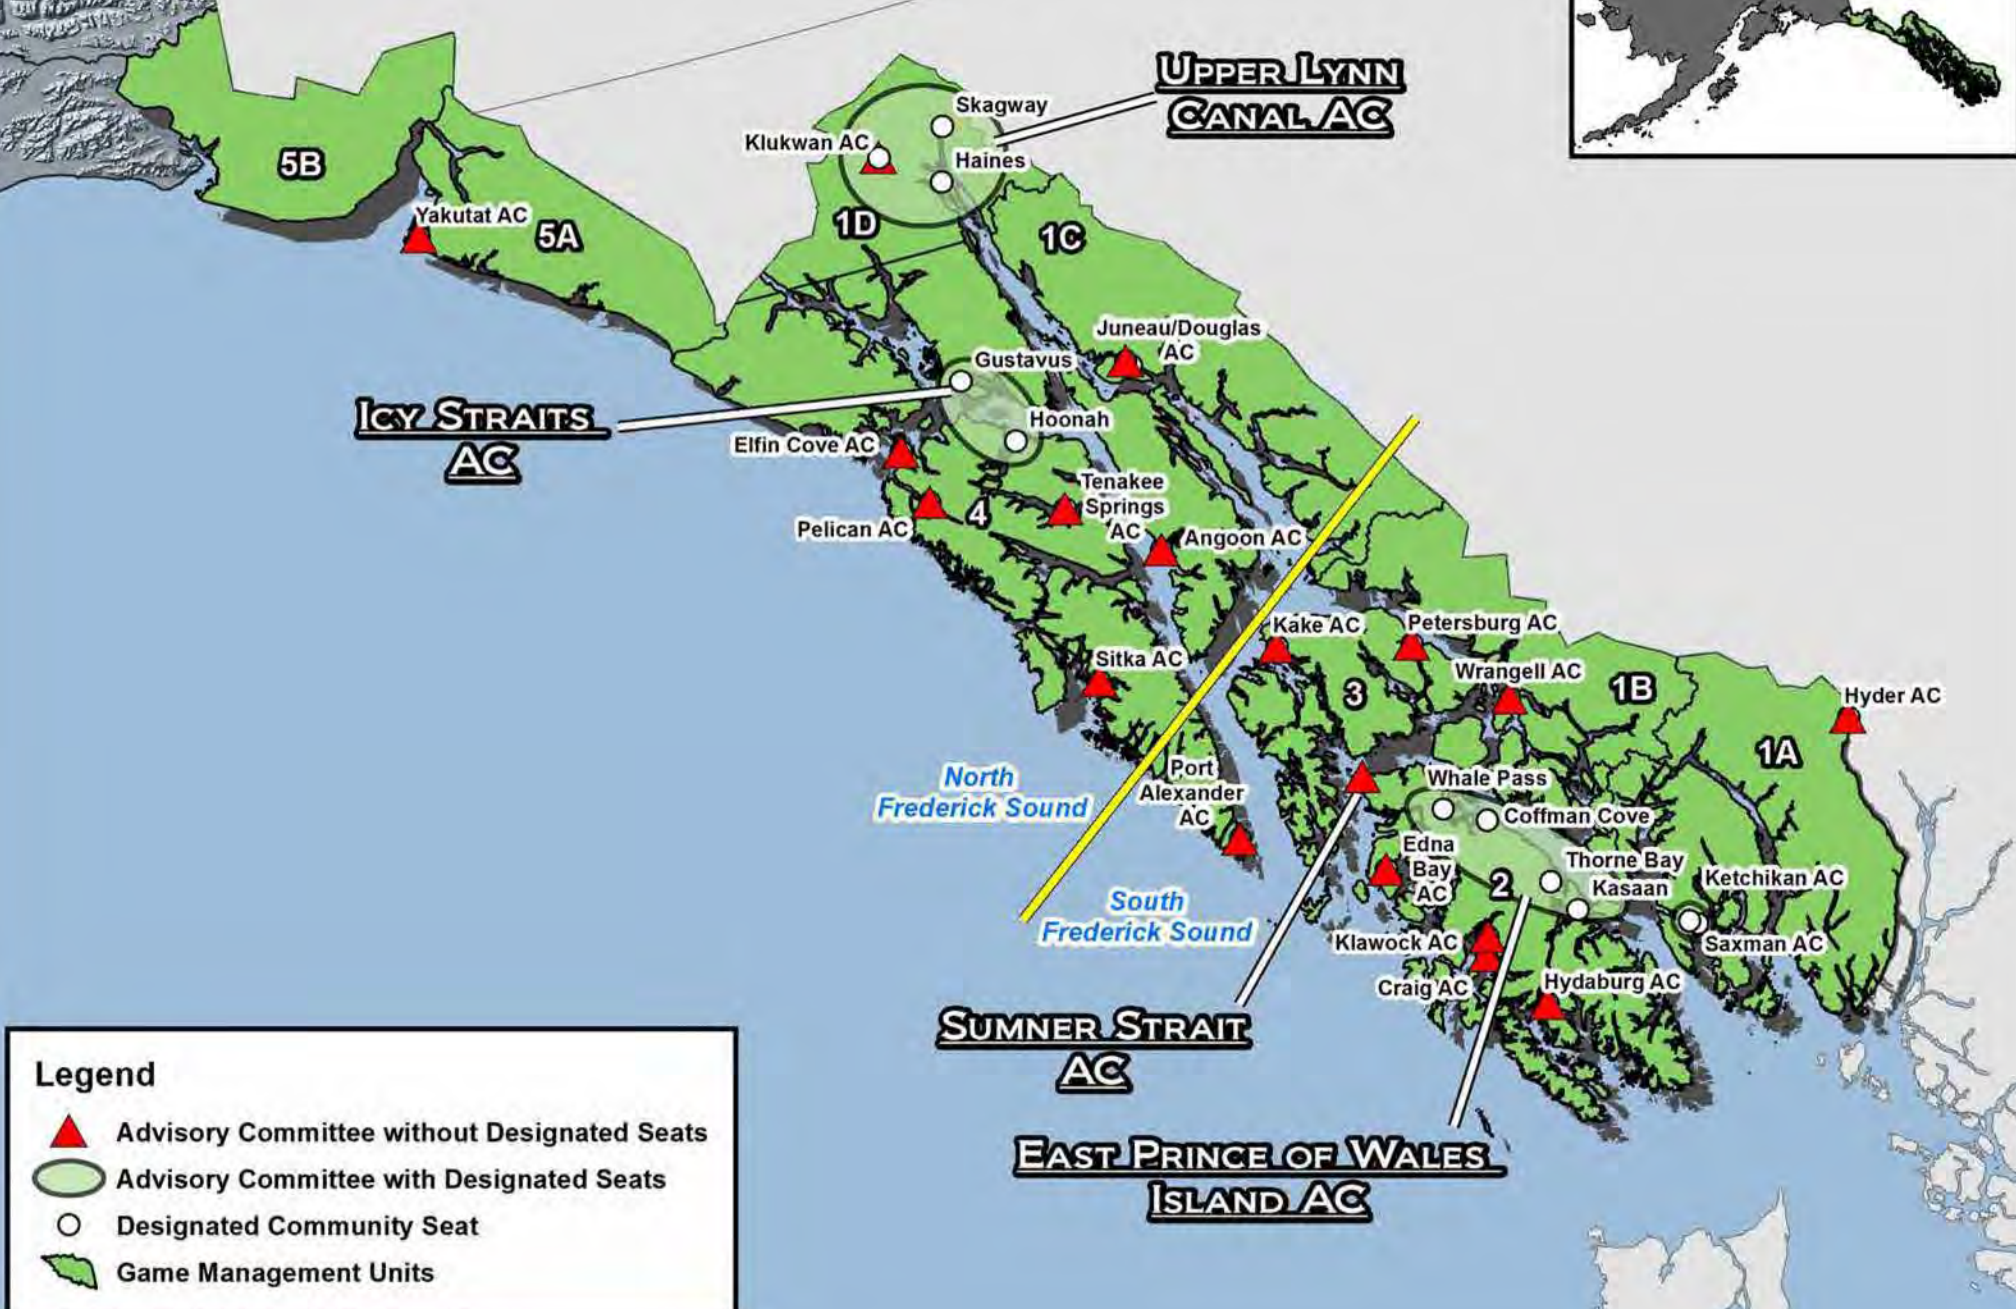 UPPER LYNN
CANAL AC
Skagway
Klukwan AC
Haines
5B
Yakutat AC
5A
1D
1C
Juneau/Douglas
AC
Gustavus
ICY STRAITS
AC
Hoonah
Elfin Cove AC
Tenakee
Springs
AC
4
Pelican AC
Angoon AC
Kake AC
Petersburg AC
Sitka AC
Wrangell AC
3
1B
Hyder AC
1A
North
Frederick Sound
Port
Alexander
AC
Whale Pass
Coffman Cove
Edna
Bay
AC
Thorne Bay
Kasaan
2
Ketchikan AC
South
Frederick Sound
Klawock AC
Saxman AC
Craig AC
Hydaburg AC
SUMNER STRAIT
AC
EAST PRINCE OF WALES
ISLAND AC
Legend
Advisory Committee without Designated Seats
Advisory Committee with Designated Seats
Designated Community Seat
Game Management Units